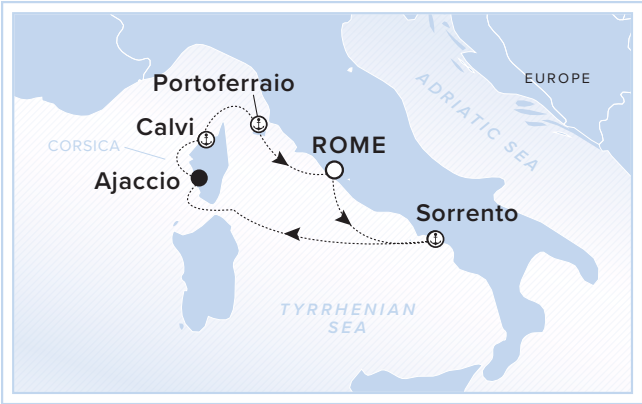 Portoferraio
EUROPE
ADRIATIC SEA
Calvi
CORSICA
ROME
Ajaccio
Sorrento
TYRRHENIAN
SEA